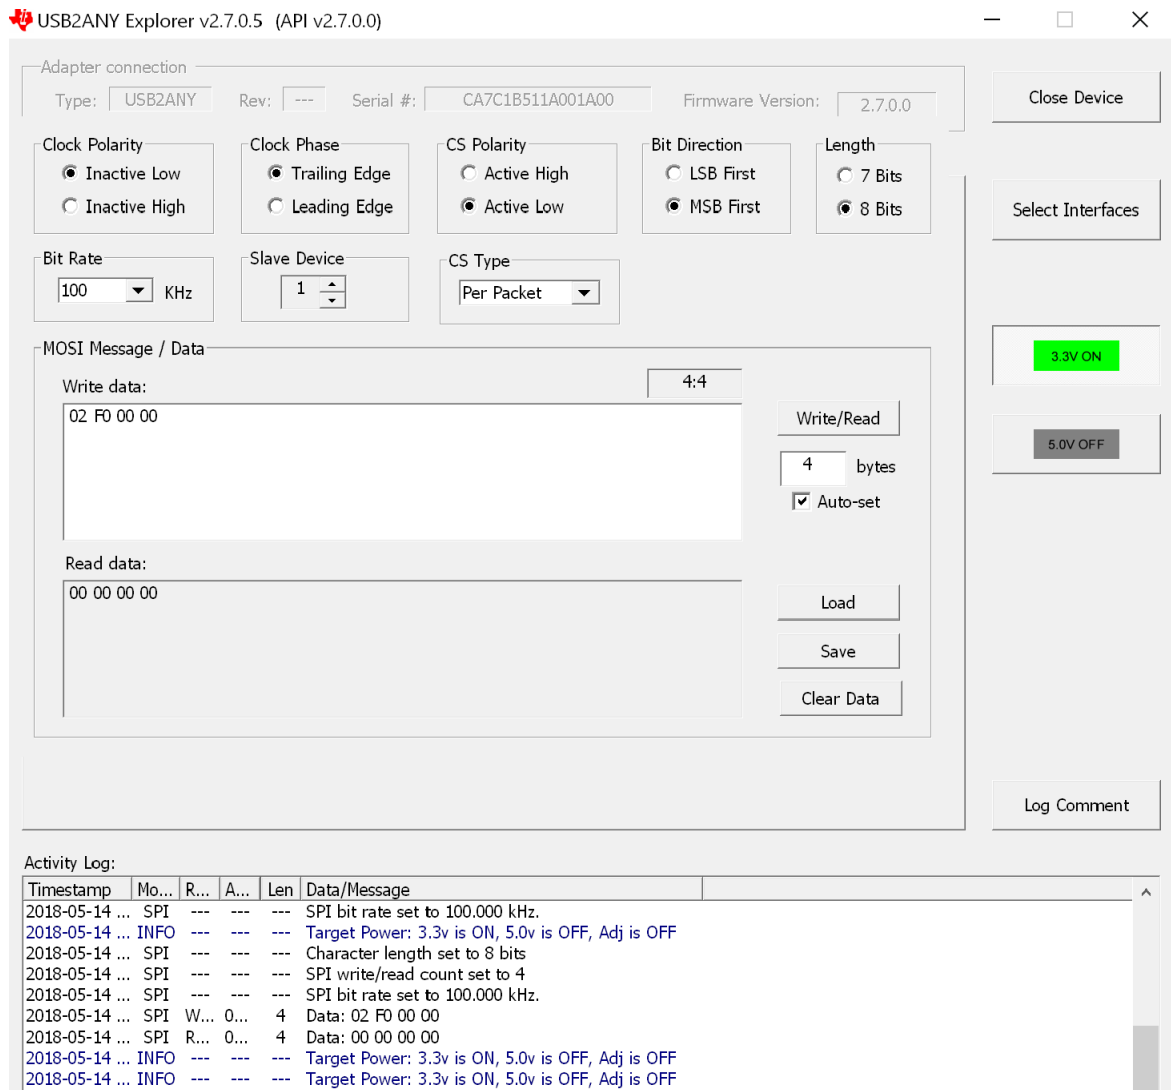 USB2ANY Explorer v2.7.0.5 (API v2.7.0.0)
Adapter connection
Type: USB2ANY Rev: --- Serial #: CA7C1B511A001A00 Firmware Version: 2.7.0.0
Close Device
Clock Polarity Clock Phase CS Polarity Bit Direction Length
Inactive Low Trailing Edge Active High LSB First 7 Bits
Inactive High Leading Edge Active Low MSB First 8 Bits
Select Interfaces
Bit Rate Slave Device CS Type
100 KHz 1 Per Packet
MOSI Message / Data
3.3V ON
Write data: 4:4
02 F0 00 00
Write/Read
5.0V OFF
4 bytes
Auto-set
Read data:
00 00 00 00
Load
Save
Clear Data
Log Comment
Activity Log:
Timestamp Mo... R... A... Len Data/Message
2018-05-14 ... SPI --- --- --- SPI bit rate set to 100.000 kHz.
2018-05-14 ... INFO --- --- --- Target Power: 3.3v is ON, 5.0v is OFF, Adj is OFF
2018-05-14 ... SPI --- --- --- Character length set to 8 bits
2018-05-14 ... SPI --- --- --- SPI write/read count set to 4
2018-05-14 ... SPI --- --- --- SPI bit rate set to 100.000 kHz.
2018-05-14 ... SPI W... 0... 4 Data: 02 F0 00 00
2018-05-14 ... SPI R... 0... 4 Data: 00 00 00 00
2018-05-14 ... INFO --- --- --- Target Power: 3.3v is ON, 5.0v is OFF, Adj is OFF
2018-05-14 ... INFO --- --- --- Target Power: 3.3v is ON, 5.0v is OFF, Adj is OFF